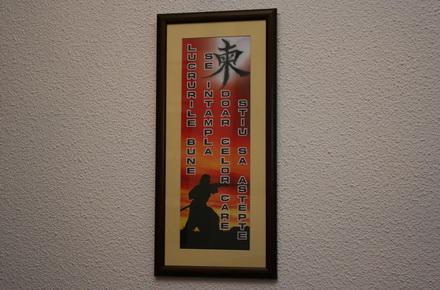 LUCRURILE BUNE
SE INTAMPLA
DOAR CELOR CARE
STIU SA ASTEPTE